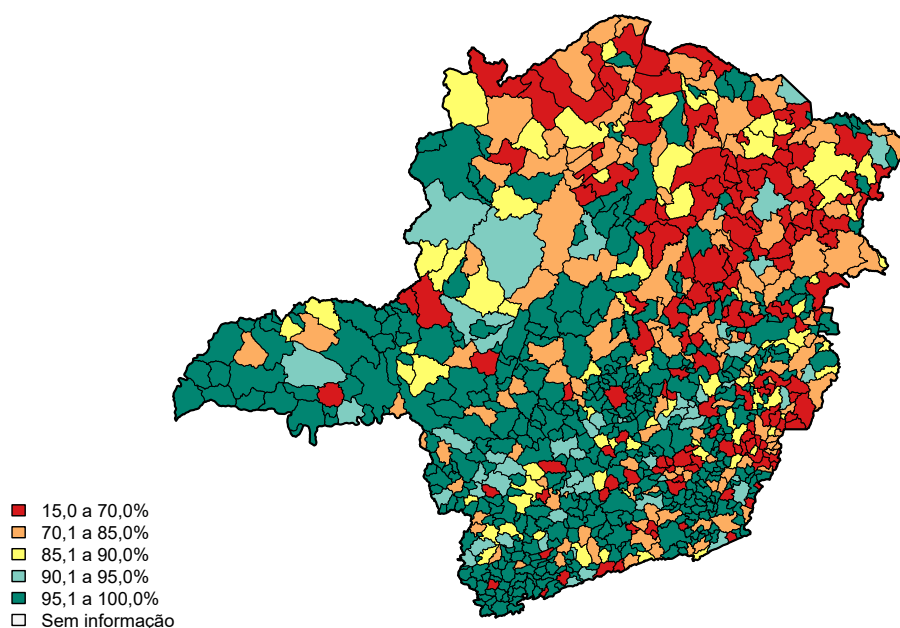 15,0 a 70,0%
70,1 a 85,0%
85,1 a 90,0%
90,1 a 95,0%
95,1 a 100,0%
Sem informação